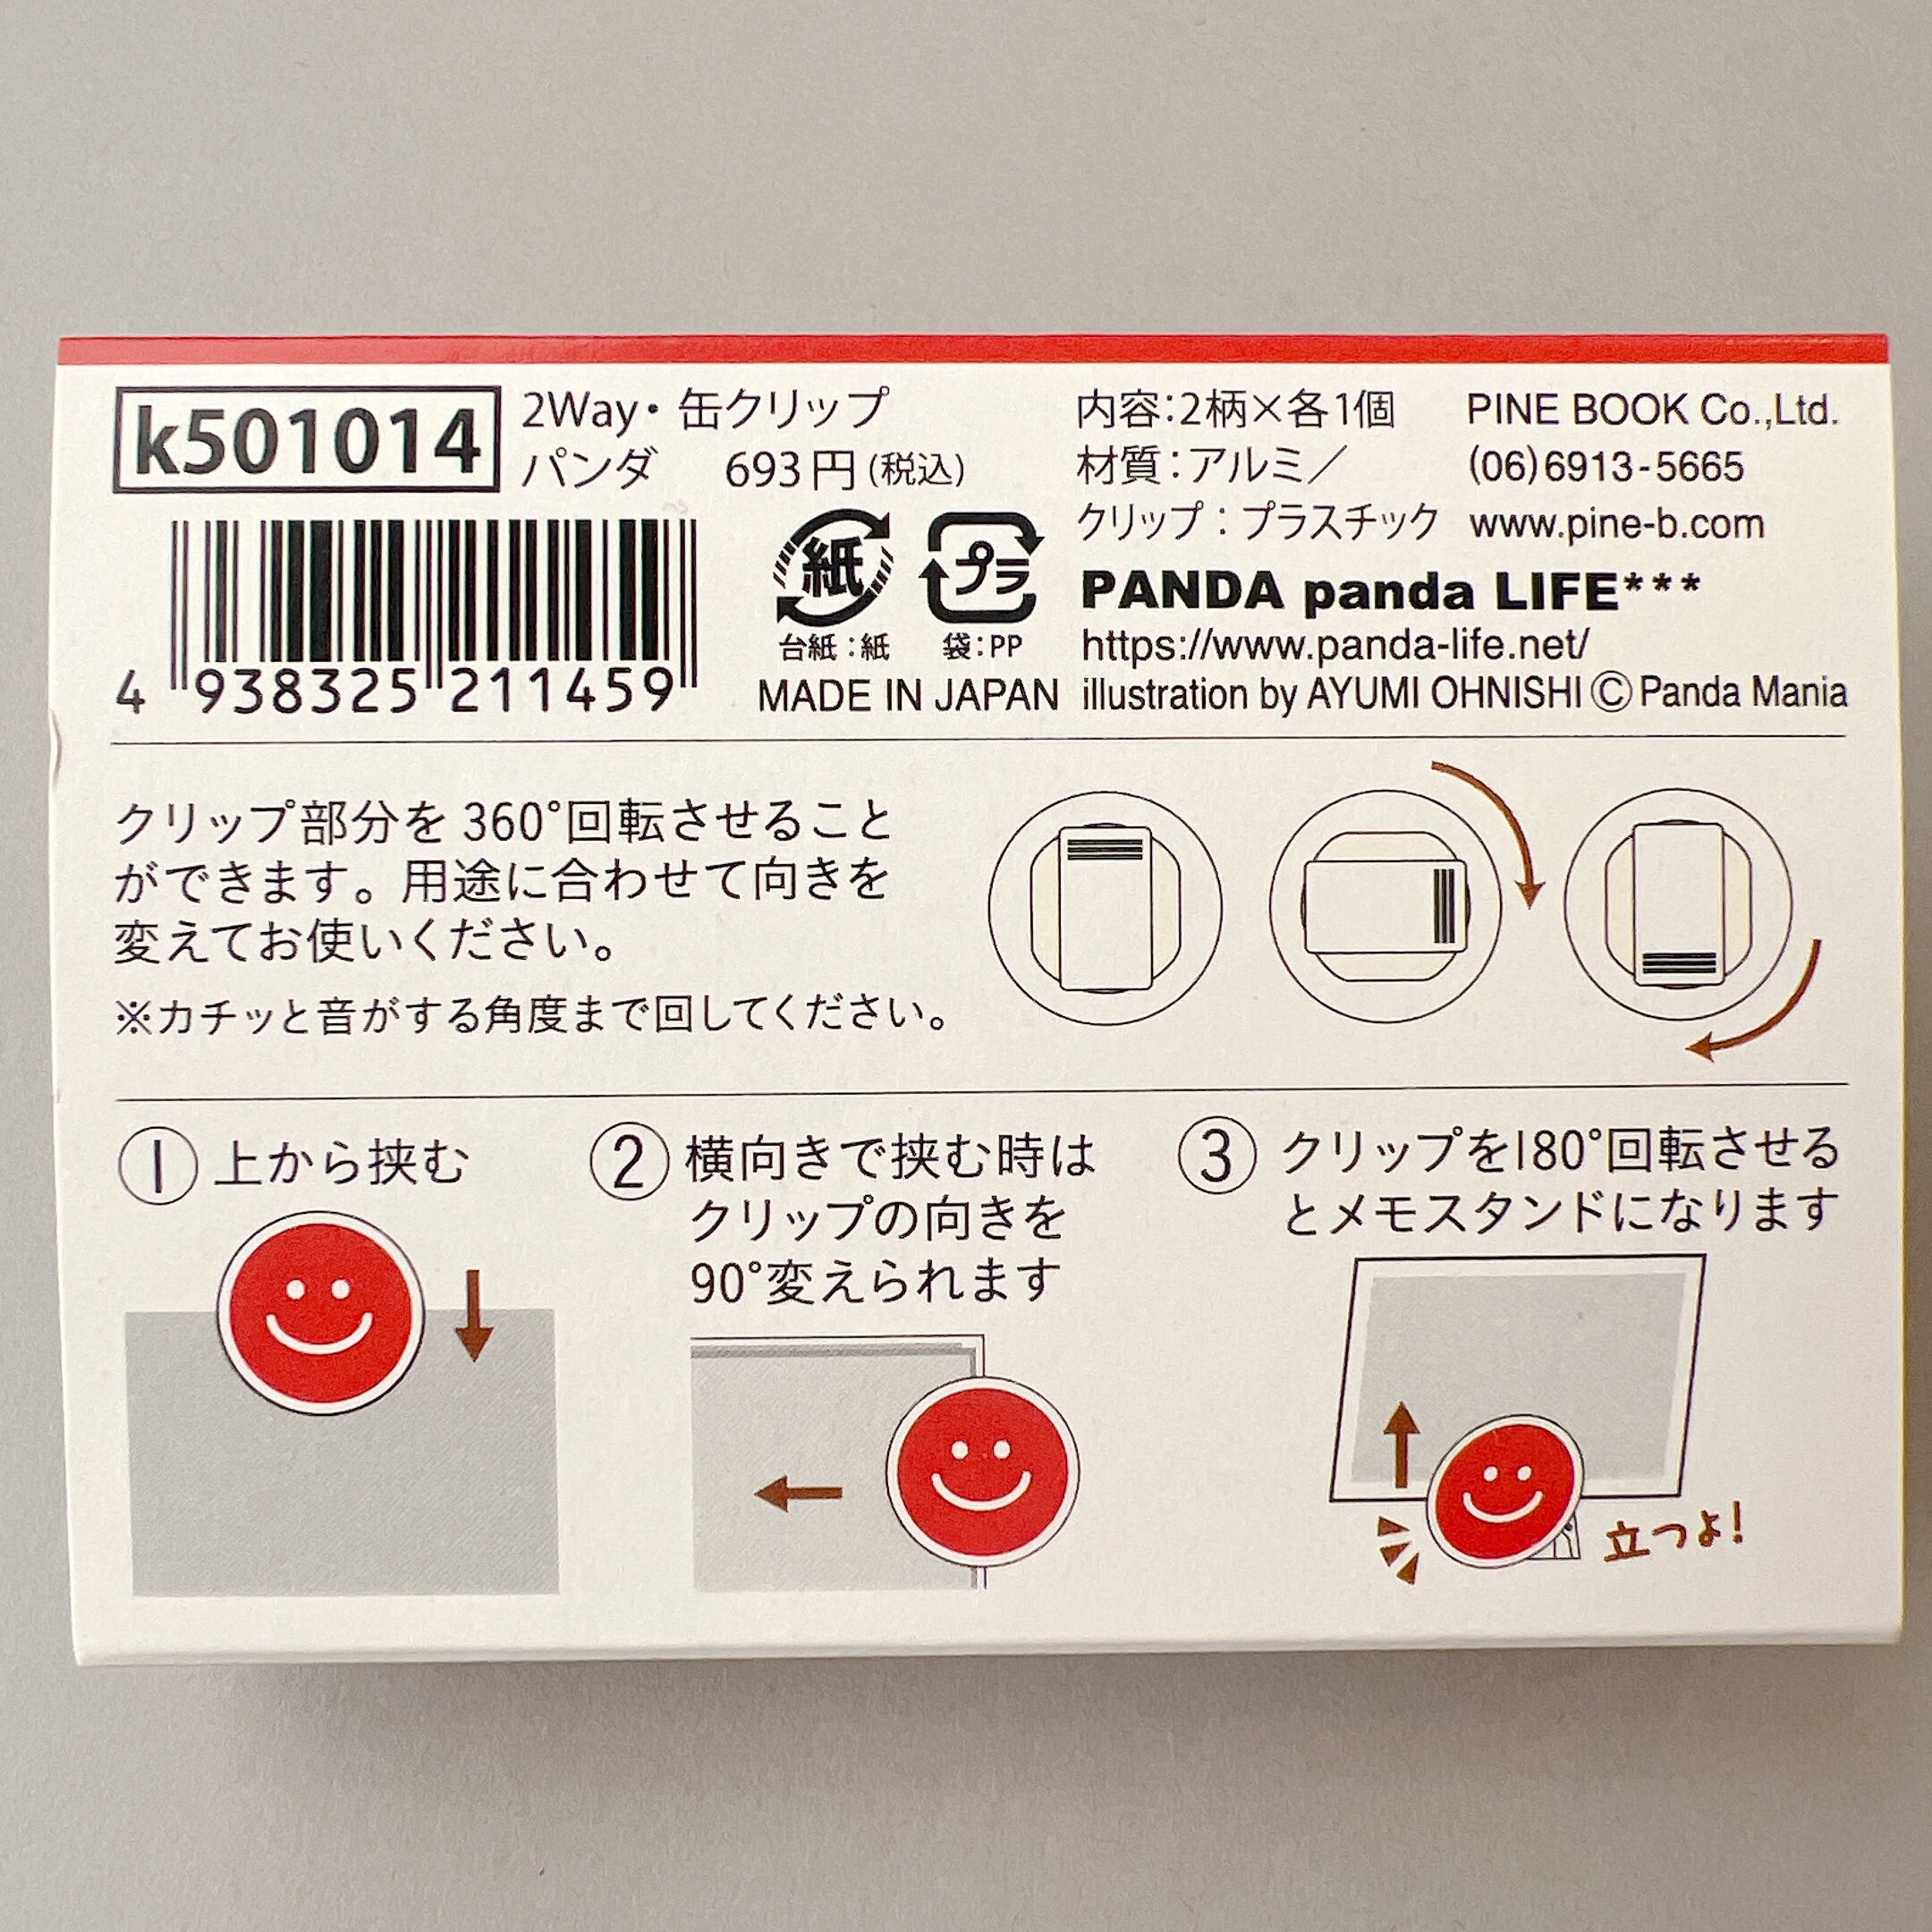 k501014
2Way・缶クリップ
パンダ 693円(税込)
4 938325 211459
紙
台紙:紙
プラ
袋:PP
MADE IN JAPAN
内容:2柄×各1個
材質:アルミ／
クリップ:プラスチック
PINE BOOK Co.,Ltd.
(06)6913-5665
www.pine-b.com
PANDA panda LIFE***
https://www.panda-life.net/
illustration by AYUMI OHNISHI ©Panda Mania
クリップ部分を360°回転させること
ができます。用途に合わせて向きを
変えてお使いください。
※カチッと音がする角度まで回してください。
① 上から挟む
② 横向きで挟む時は
クリップの向きを
90°変えられます
③ クリップを180°回転させる
とメモスタンドになります
立つよ!